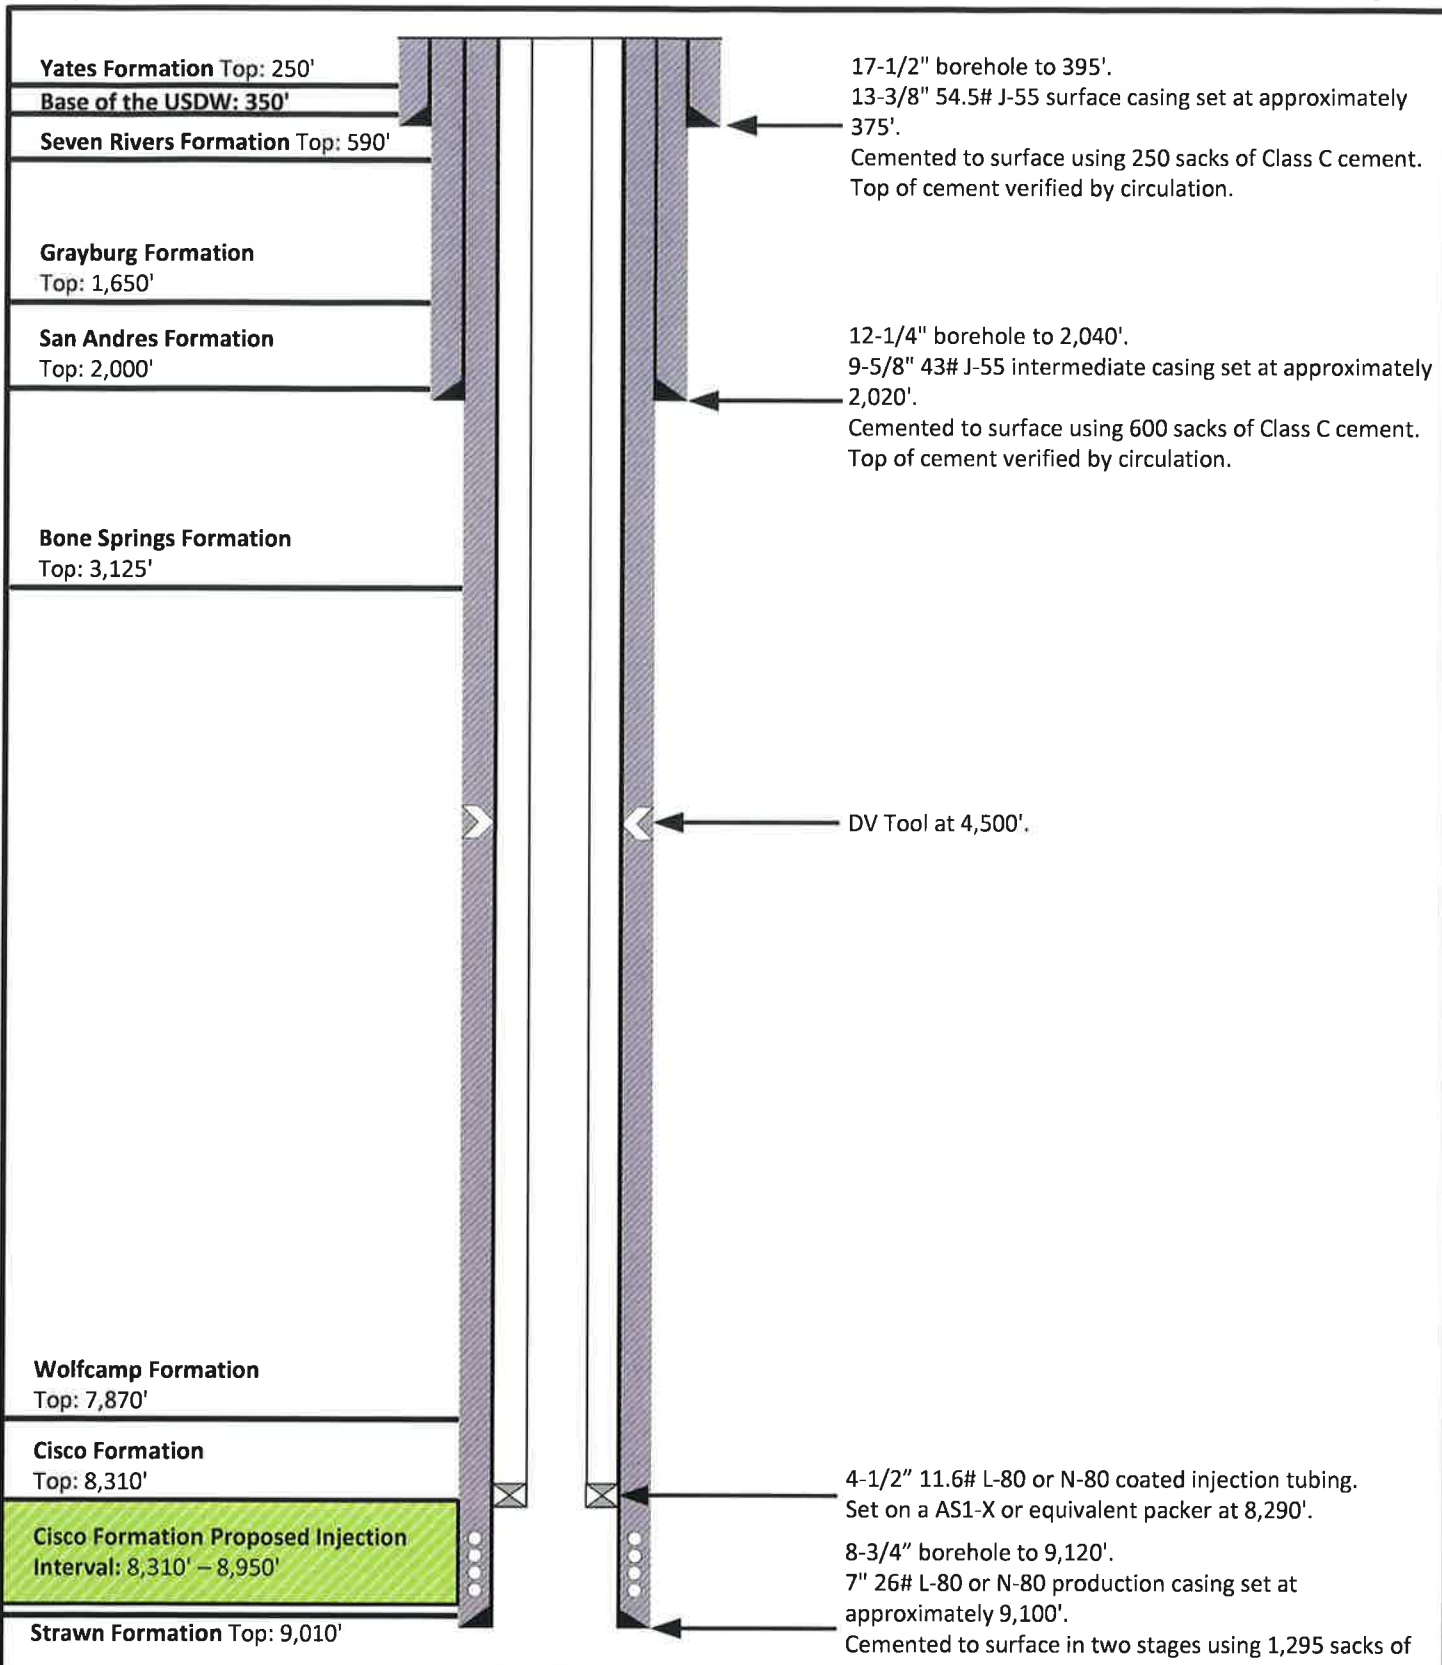 Yates Formation Top: 250'
Base of the USDW: 350'
Seven Rivers Formation Top: 590'
Grayburg Formation
Top: 1,650'
San Andres Formation
Top: 2,000'
Bone Springs Formation
Top: 3,125'
Wolfcamp Formation
Top: 7,870'
Cisco Formation
Top: 8,310'
Cisco Formation Proposed Injection
Interval: 8,310' – 8,950'
Strawn Formation Top: 9,010'
17-1/2" borehole to 395'.
13-3/8" 54.5# J-55 surface casing set at approximately
375'.
Cemented to surface using 250 sacks of Class C cement.
Top of cement verified by circulation.
12-1/4" borehole to 2,040'.
9-5/8" 43# J-55 intermediate casing set at approximately
2,020'.
Cemented to surface using 600 sacks of Class C cement.
Top of cement verified by circulation.
DV Tool at 4,500'.
4-1/2” 11.6# L-80 or N-80 coated injection tubing.
Set on a AS1-X or equivalent packer at 8,290'.
8-3/4” borehole to 9,120'.
7" 26# L-80 or N-80 production casing set at
approximately 9,100'.
Cemented to surface in two stages using 1,295 sacks of